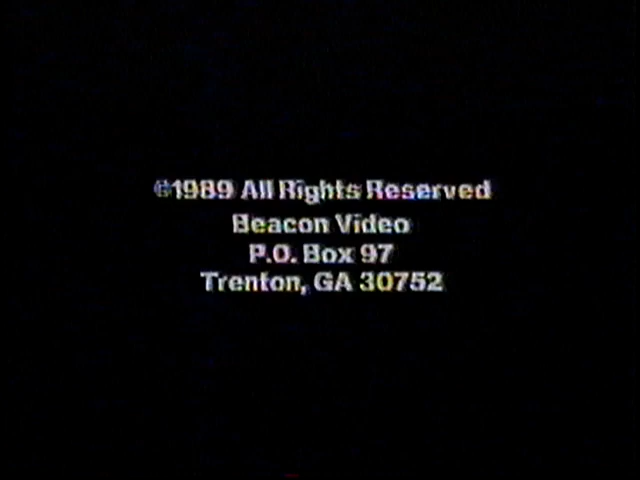 ©1989 All Rights Reserved
Beacon Video
P.O. Box 97
Trenton, GA 30752